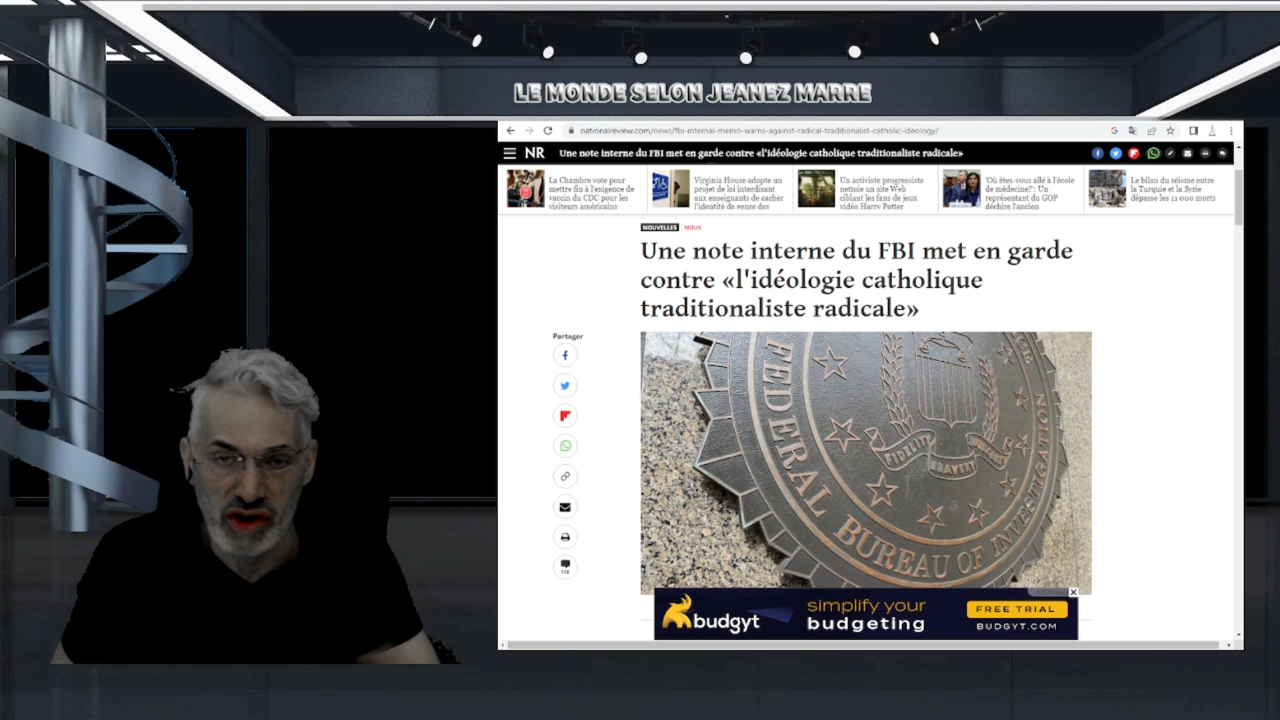 LE MONDE SELON JEANEZ MARRE
nationalreview.com/news/fbi-internal-memo-warns-against-radical-traditionalist-catholic-ideology/
NR
Une note interne du FBI met en garde contre «l'idéologie catholique traditionaliste radicale»
La Chambre vote pour
mettre fin à l'exigence de
vaccin du CDC pour les
visiteurs américains
Virginia House adopte un
projet de loi interdisant
aux enseignants de cacher
l'identité de genre des
Un activiste progressiste
nettoie un site Web
ciblant les fans de jeux
vidéo Harry Potter
'Où êtes-vous allé à l'école
de médecine?': Un
représentant du GOP
déchire l'ancien
Le bilan du séisme entre
la Turquie et la Syrie
dépasse les 11 000 morts
NOUVELLES NOUS
Une note interne du FBI met en garde
contre «l'idéologie catholique
traditionaliste radicale»
Partager
FEDERAL BUREAU OF INVESTIGATION
FIDELITY
BRAVERY
budgyt
simplify your
budgeting
FREE TRIAL
BUDGYT.COM